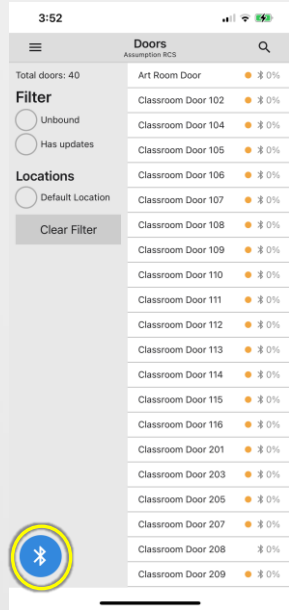 3:52
Doors
Assumption RCS
Total doors: 40
Filter
Unbound
Has updates
Locations
Default Location
Clear Filter
Art Room Door 0%
Classroom Door 102 0%
Classroom Door 104 0%
Classroom Door 105 0%
Classroom Door 106 0%
Classroom Door 107 0%
Classroom Door 108 0%
Classroom Door 109 0%
Classroom Door 110 0%
Classroom Door 111 0%
Classroom Door 112 0%
Classroom Door 113 0%
Classroom Door 114 0%
Classroom Door 115 0%
Classroom Door 116 0%
Classroom Door 201 0%
Classroom Door 203 0%
Classroom Door 205 0%
Classroom Door 207 0%
Classroom Door 208 0%
Classroom Door 209 0%